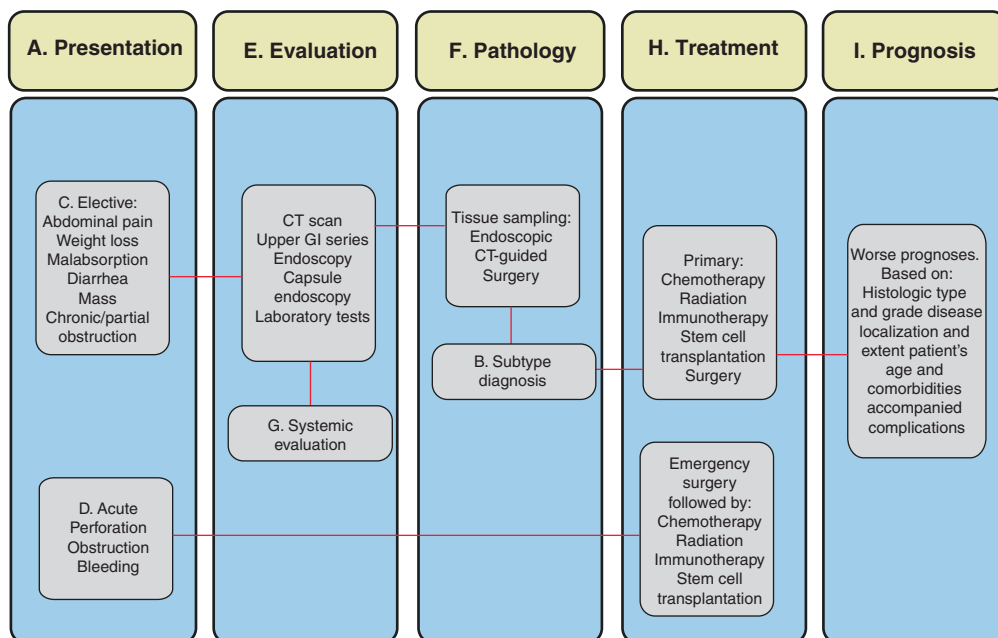 A. Presentation
E. Evaluation
F. Pathology
H. Treatment
I. Prognosis
C. Elective:
Abdominal pain
Weight loss
Malabsorption
Diarrhea
Mass
Chronic/partial
obstruction
D. Acute
Perforation
Obstruction
Bleeding
CT scan
Upper GI series
Endoscopy
Capsule
endoscopy
Laboratory tests
G. Systemic
evaluation
Tissue sampling:
Endoscopic
CT-guided
Surgery
B. Subtype
diagnosis
Primary:
Chemotherapy
Radiation
Immunotherapy
Stem cell
transplantation
Surgery
Emergency
surgery
followed by:
Chemotherapy
Radiation
Immunotherapy
Stem cell
transplantation
Worse prognoses.
Based on:
Histologic type
and grade disease
localization and
extent patient's
age and
comorbidities
accompanied
complications